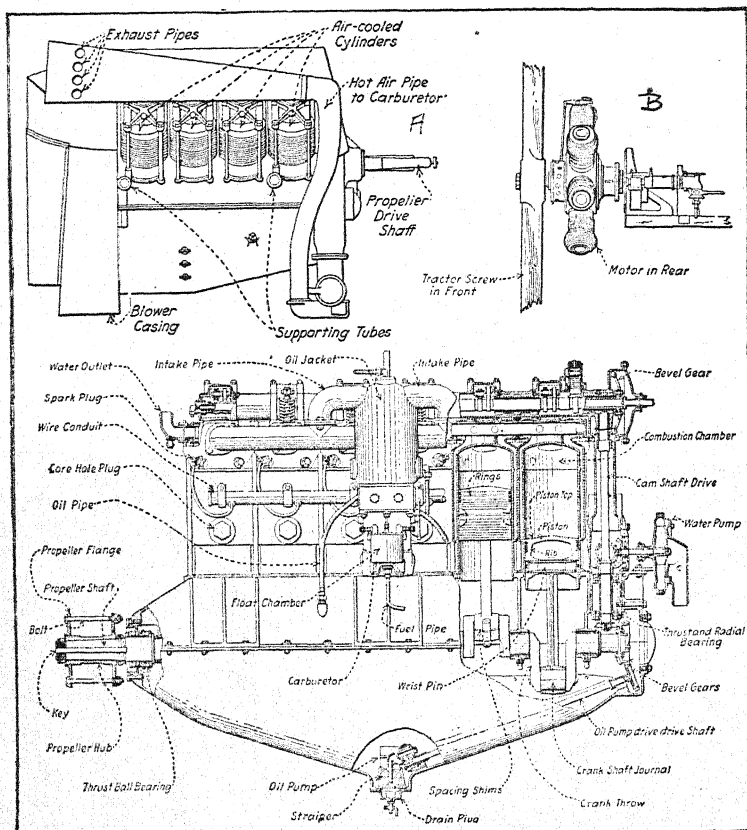 Exhaust Pipes
Air-cooled
Cylinders
Hot Air Pipe
to Carburetor
A
B
Propeller
Drive
Shaft
Tractor Screw
in Front
Motor in Rear
Blower
Casing
Supporting Tubes
Water Outlet
Intake Pipe
Oil Jacket
Intake Pipe
Bevel Gear
Spark Plug
Wire Conduit
Combustion Chamber
Core Hole Plug
Rings
Piston Top
Cam Shaft Drive
Oil Pipe
Piston
Water Pump
Propeller Flange
Rib
Propeller Shaft
Float Chamber
Bolt
Fuel Pipe
Thrust and Radial
Bearing
Carburetor
Wrist Pin
Bevel Gears
Key
Oil Pump drive drive Shaft
Propeller Hub
Thrust Ball Bearing
Oil Pump
Spacing Shims
Crank Shaft Journal
Crank Throw
Strainer
Drain Plug